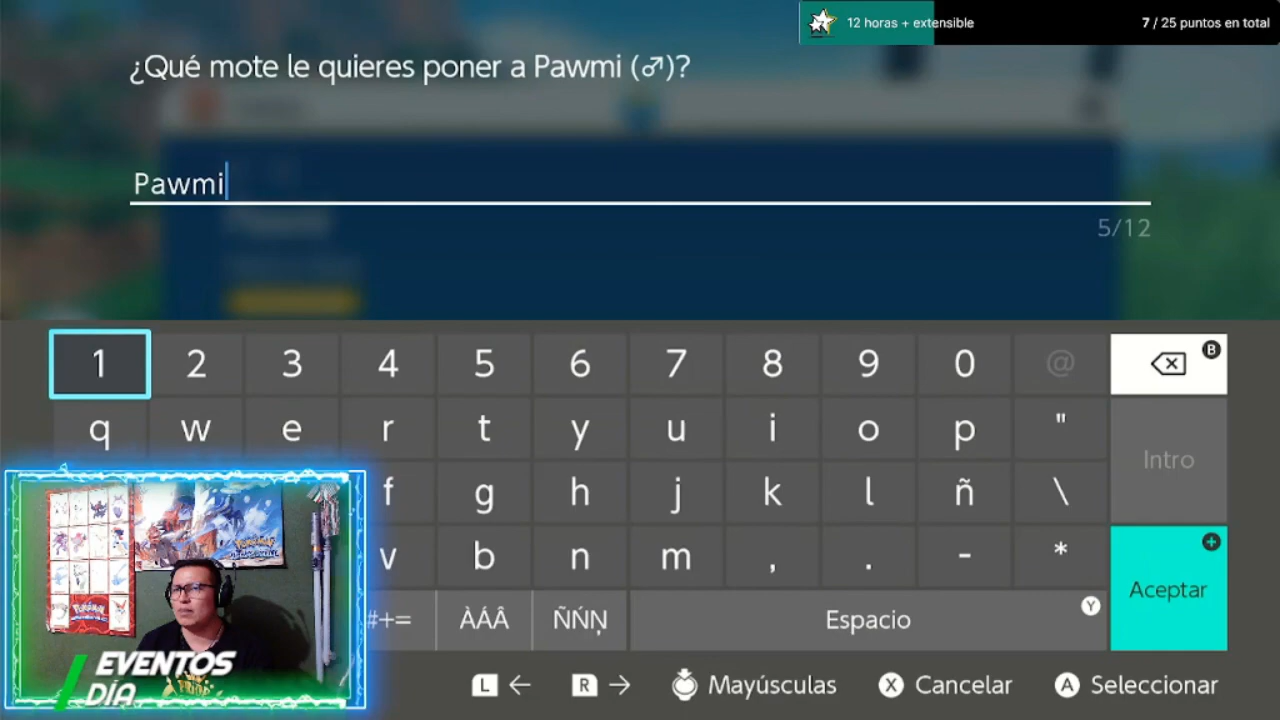 12 horas + extensible
7 / 25 puntos en total
¿Qué mote le quieres poner a Pawmi (♂)?
Pawmi
5/12
1 2 3 4 5 6 7 8 9 0 @ B
q w e r t y u i o p "
Intro
f g h j k l ñ \
v b n m , . - * +
Aceptar
#+= ÀÁÂ ÑŃŅ Espacio Y
EVENTOS
DÍA
L ← R → Mayúsculas X Cancelar A Seleccionar